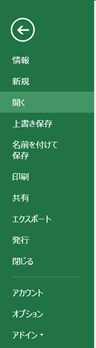 情報
新規
開く
上書き保存
名前を付けて
保存
印刷
共有
エクスポート
発行
閉じる
アカウント
オプション
アドイン